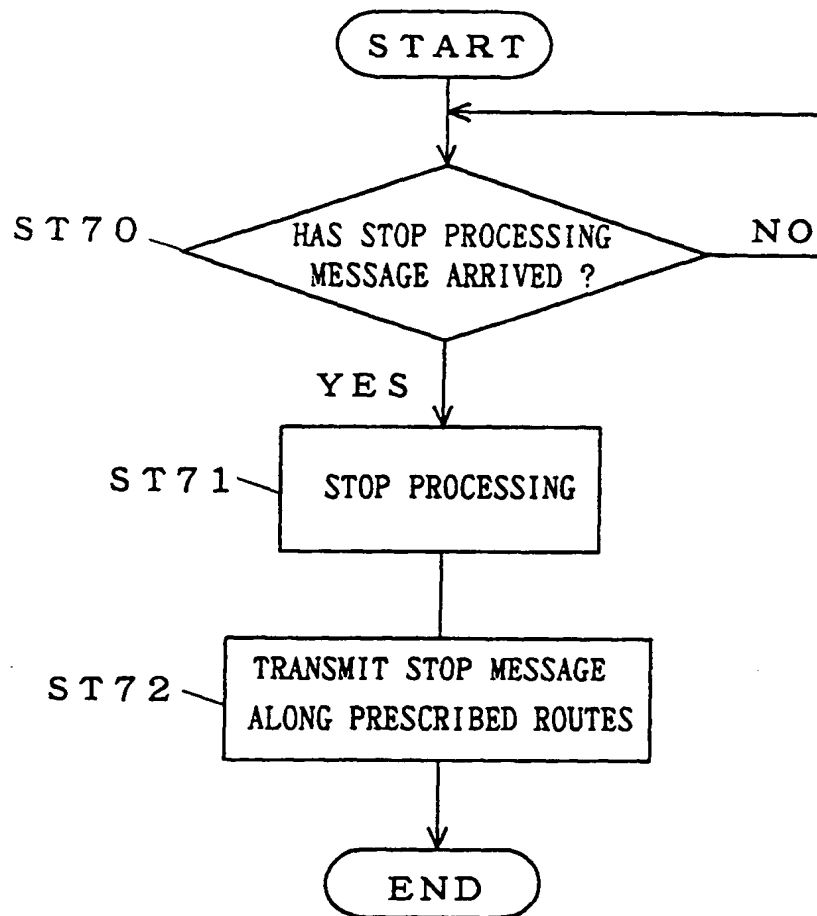 START
ST70
HAS STOP PROCESSING
MESSAGE ARRIVED ?
NO
YES
ST71
STOP PROCESSING
ST72
TRANSMIT STOP MESSAGE
ALONG PRESCRIBED ROUTES
END